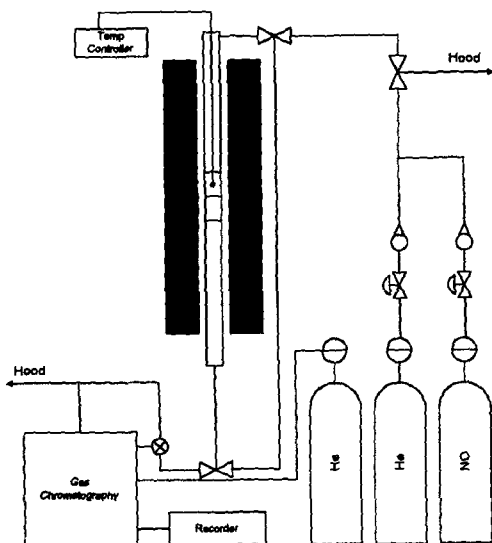 Temp
Controller
Hood
Hood
Gas
Chromatography
Recorder
He
He
NO